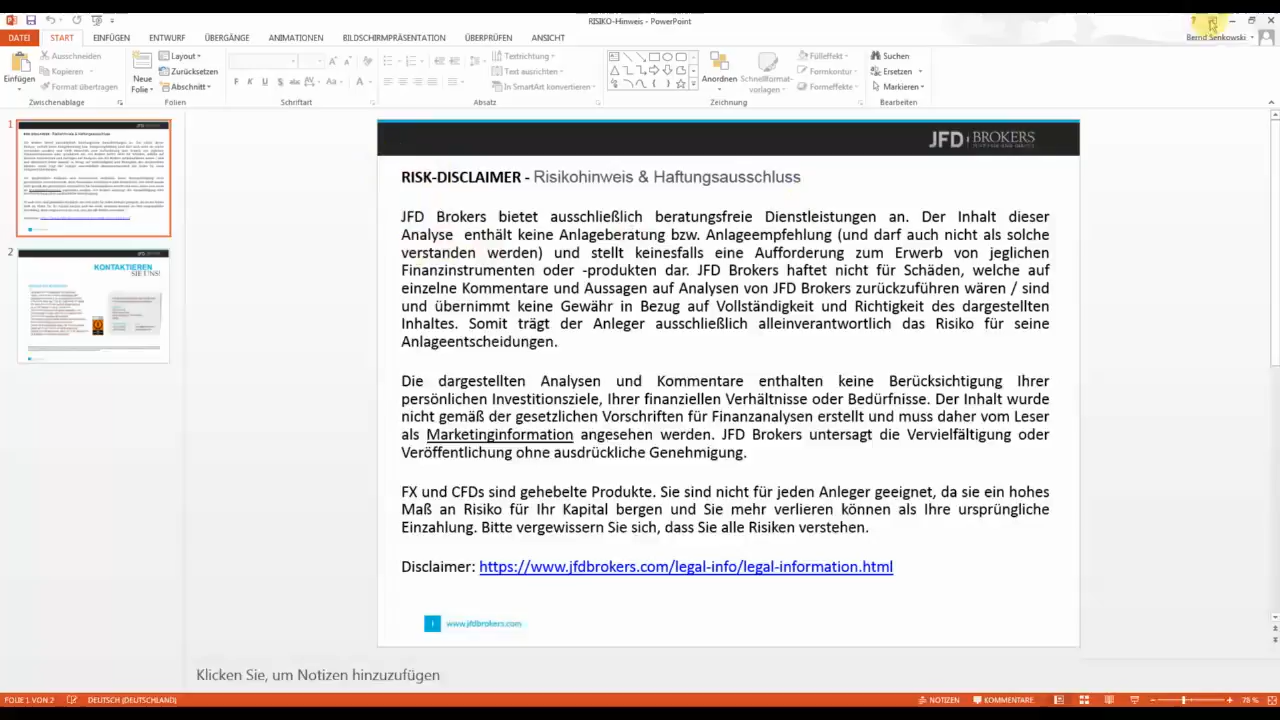 RISIKO-Hinweis - PowerPoint
DATEI START EINFÜGEN ENTWURF ÜBERGÄNGE ANIMATIONEN BILDSCHIRMPRÄSENTATION ÜBERPRÜFEN ANSICHT
Bernd Senkowski
Einfügen
Ausschneiden
Kopieren
Format übertragen
Zwischenablage
Neue Folie
Layout
Zurücksetzen
Abschnitt
Folien
F K U S
Aa
A
Schriftart
Textrichtung
Text ausrichten
In SmartArt konvertieren
Absatz
Anordnen
Schnellformat-
vorlagen
Fülleffekt
Formkontur
Formeffekte
Zeichnung
Suchen
Ersetzen
Markieren
Bearbeiten
1
JFD BROKERS
2
KONTAKTIEREN
SIE UNS!
JFD BROKERS
RISK-DISCLAIMER - Risikohinweis & Haftungsausschluss
JFD Brokers bietet ausschließlich beratungsfreie Dienstleistungen an. Der Inhalt dieser
Analyse enthält keine Anlageberatung bzw. Anlageempfehlung (und darf auch nicht als solche
verstanden werden) und stellt keinesfalls eine Aufforderung zum Erwerb von jeglichen
Finanzinstrumenten oder -produkten dar. JFD Brokers haftet nicht für Schäden, welche auf
einzelne Kommentare und Aussagen auf Analysen von JFD Brokers zurückzuführen wären / sind
und übernimmt keine Gewähr in Bezug auf Vollständigkeit und Richtigkeit des dargestellten
Inhaltes. Somit trägt der Anleger ausschließlich alleinverantwortlich das Risiko für seine
Anlageentscheidungen.
Die dargestellten Analysen und Kommentare enthalten keine Berücksichtigung Ihrer
persönlichen Investitionsziele, Ihrer finanziellen Verhältnisse oder Bedürfnisse. Der Inhalt wurde
nicht gemäß der gesetzlichen Vorschriften für Finanzanalysen erstellt und muss daher vom Leser
als Marketinginformation angesehen werden. JFD Brokers untersagt die Vervielfältigung oder
Veröffentlichung ohne ausdrückliche Genehmigung.
FX und CFDs sind gehebelte Produkte. Sie sind nicht für jeden Anleger geeignet, da sie ein hohes
Maß an Risiko für Ihr Kapital bergen und Sie mehr verlieren können als Ihre ursprüngliche
Einzahlung. Bitte vergewissern Sie sich, dass Sie alle Risiken verstehen.
Disclaimer: https://www.jfdbrokers.com/legal-info/legal-information.html
1 www.jfdbrokers.com
Klicken Sie, um Notizen hinzuzufügen
FOLIE 1 VON 2 DEUTSCH (DEUTSCHLAND) NOTIZEN KOMMENTARE 78 %